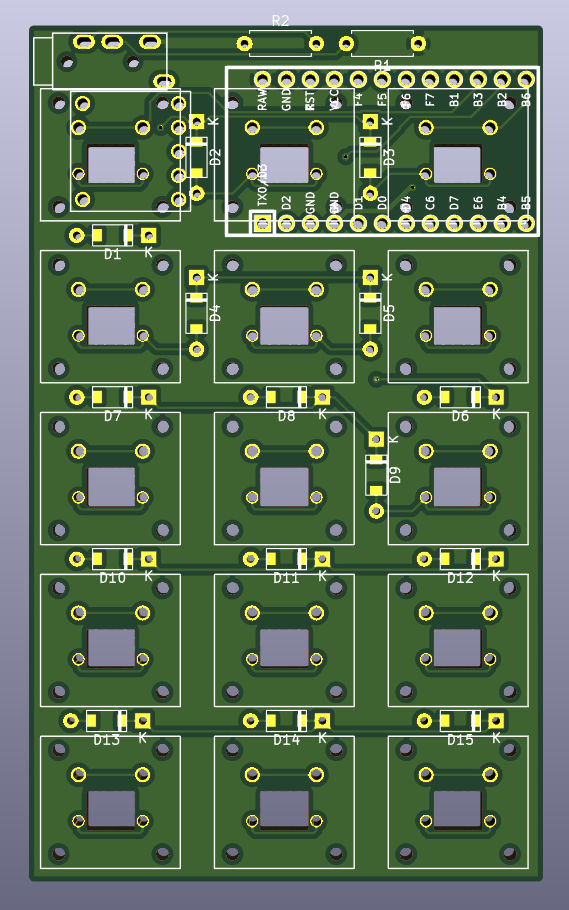 R2
R1
RAW
GND
RST
VCC
F4
F5
F6
F7
B1
B3
B2
B6
K
D2
K
D3
TX0/D3
D2
GND
GND
D1
D0
D4
C6
D7
E6
B4
B5
D1
K
K
D4
K
D5
D7
K
D8
K
D6
K
K
D9
D10
K
D11
K
D12
K
D13
K
D14
K
D15
K